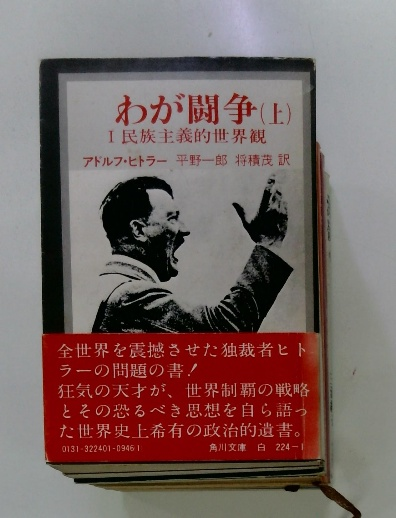 わが闘争(上)
I 民族主義的世界観
アドルフ・ヒトラー 平野一郎 将積茂 訳
全世界を震撼させた独裁者ヒト
ラーの問題の書!
狂気の天才が、世界制覇の戦略
とその恐るべき思想を自ら語っ
た世界史上希有の政治的遺書。
0131-322401-0946(1)
角川文庫 白 224-1